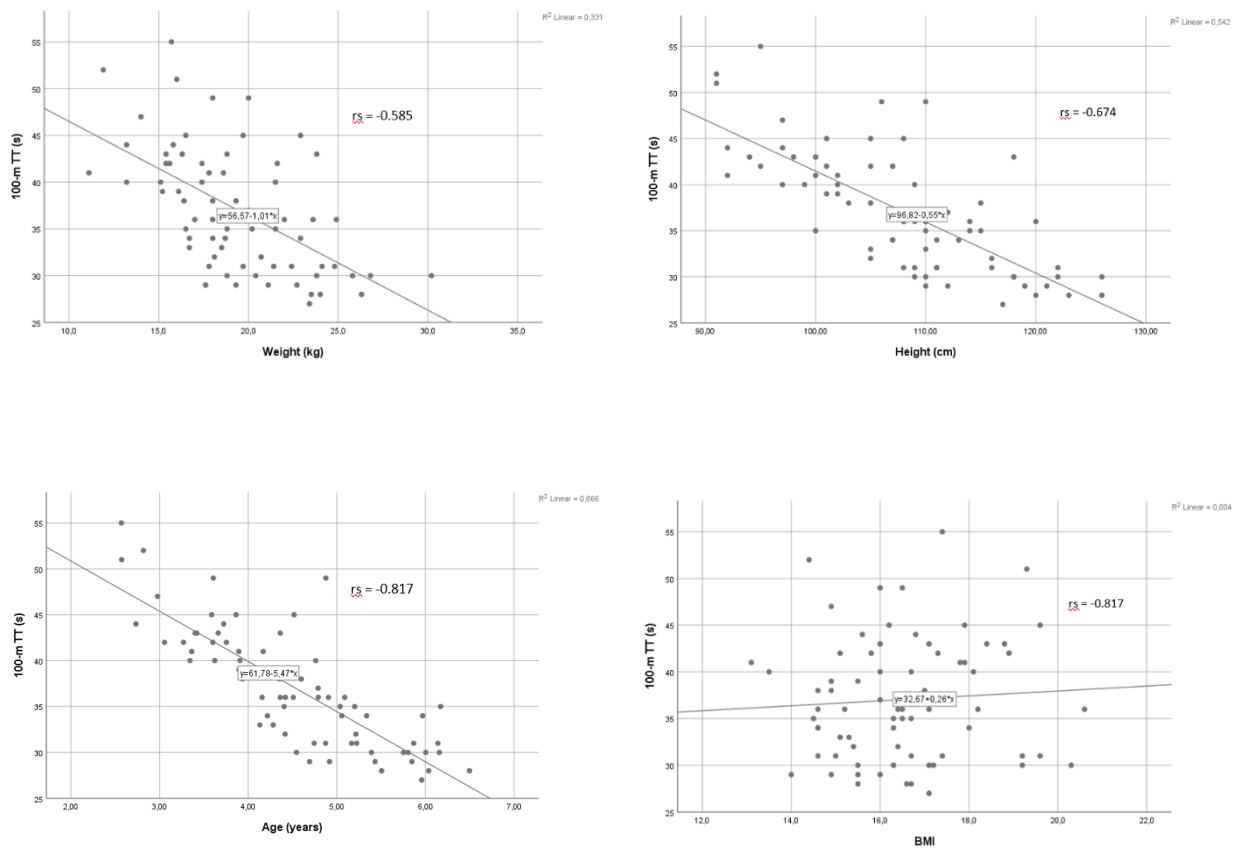 R² Linear = 0,331
55
50
45
40
35
30
25
100-m TT (s)
rs = -0.585
y=56,57-1,01*x
10,0 15,0 20,0 25,0 30,0 35,0
Weight (kg)
R² Linear = 0,542
55
50
45
40
35
30
25
100-m TT (s)
rs = -0.674
y=96,82-0,55*x
90,00 100,00 110,00 120,00 130,00
Height (cm)
R² Linear = 0,666
55
50
45
40
35
30
25
100-m TT (s)
rs = -0.817
y=61,78-5,47*x
2,00 3,00 4,00 5,00 6,00 7,00
Age (years)
R² Linear = 0,004
55
50
45
40
35
30
25
100-m TT (s)
rs = -0.817
y=32,67+0,26*x
12,0 14,0 16,0 18,0 20,0 22,0
BMI